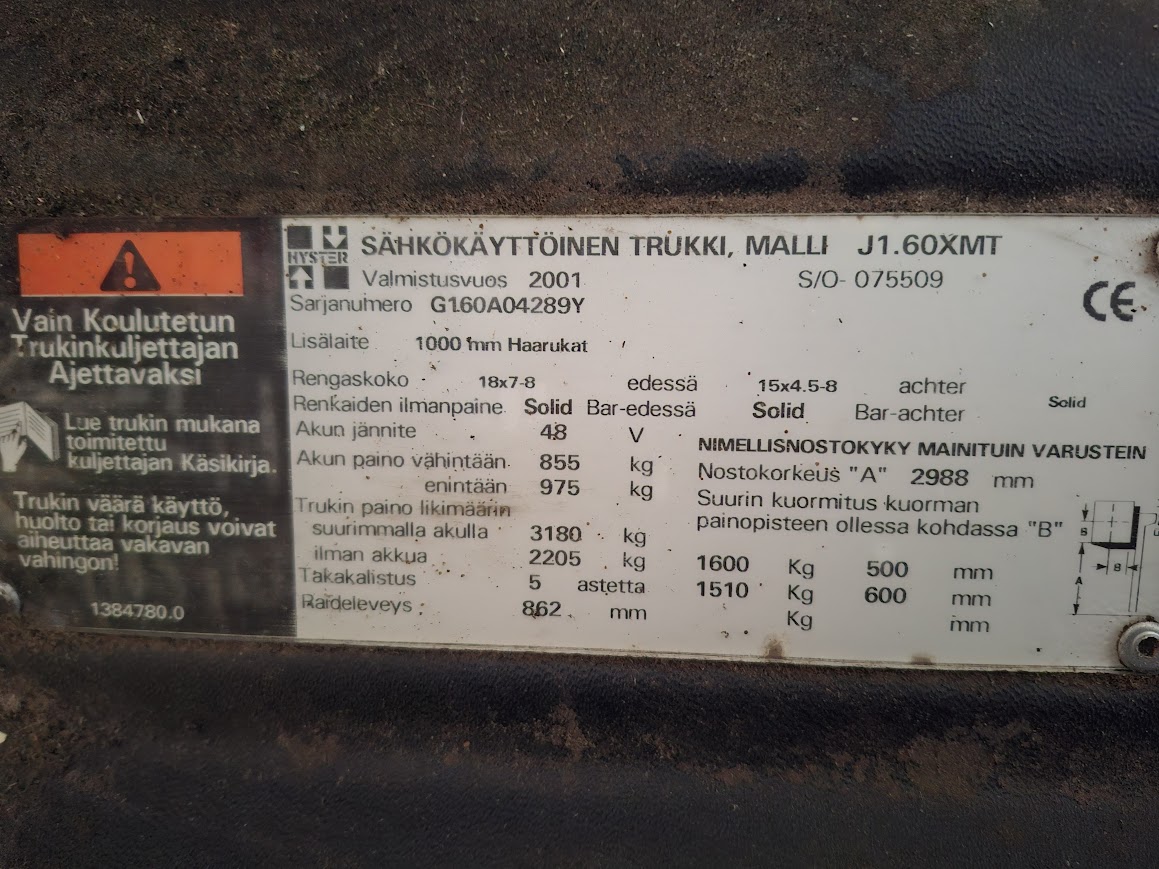 Vain Koulutetun
Trukinkuljettajan
Ajettavaksi
Lue trukin mukana
toimitettu
kuljettajan Käsikirja.
Trukin väärä käyttö,
huolto tai korjaus voivat
aiheuttaa vakavan
vahingon!
1384780.0
HYSTER
SÄHKÖKÄYTTÖINEN TRUKKI, MALLI J1.60XMT
Valmistusvuos 2001 S/O- 075509
Sarjanumero G160A04289Y
CE
Lisälaite 1000 mm Haarukat
Rengaskoko 18x7-8 edessä 15x4.5-8 achter
Renkaiden ilmanpaine Solid Bar-edessä Solid Bar-achter Solid
Akun jännite 48 V
Akun paino vähintään 855 kg
enintään 975 kg
Trukin paino likimäärin
suurimmalla akulla 3180 kg
ilman akkua 2205 kg
Takakalistus 5 astetta
Raideleveys 862 mm
NIMELLISNOSTOKYKY MAINITUIN VARUSTEIN
Nostokorkeus "A" 2988 mm
Suurin kuormitus kuorman
painopisteen ollessa kohdassa "B"
1600 Kg 500 mm
1510 Kg 600 mm
Kg mm
B
B
A